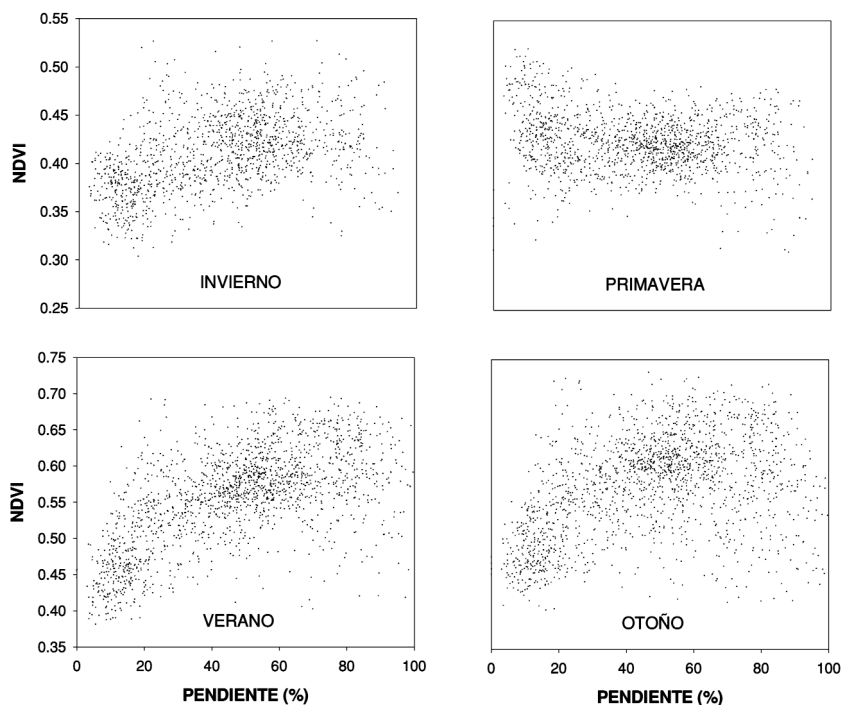 0.55
0.50
0.45
0.40
0.35
0.30
0.25
NDVI
INVIERNO
PRIMAVERA
0.75
0.70
0.65
0.60
0.55
0.50
0.45
0.40
0.35
NDVI
VERANO
OTOÑO
0 20 40 60 80 100
0 20 40 60 80 100
PENDIENTE (%)
PENDIENTE (%)